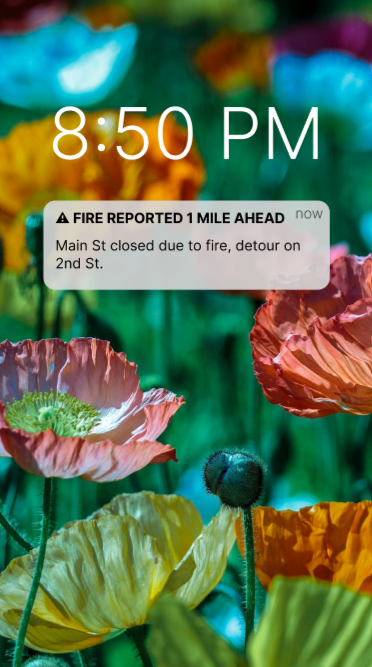 8:50 PM
⚠ FIRE REPORTED 1 MILE AHEAD now
Main St closed due to fire, detour on
2nd St.